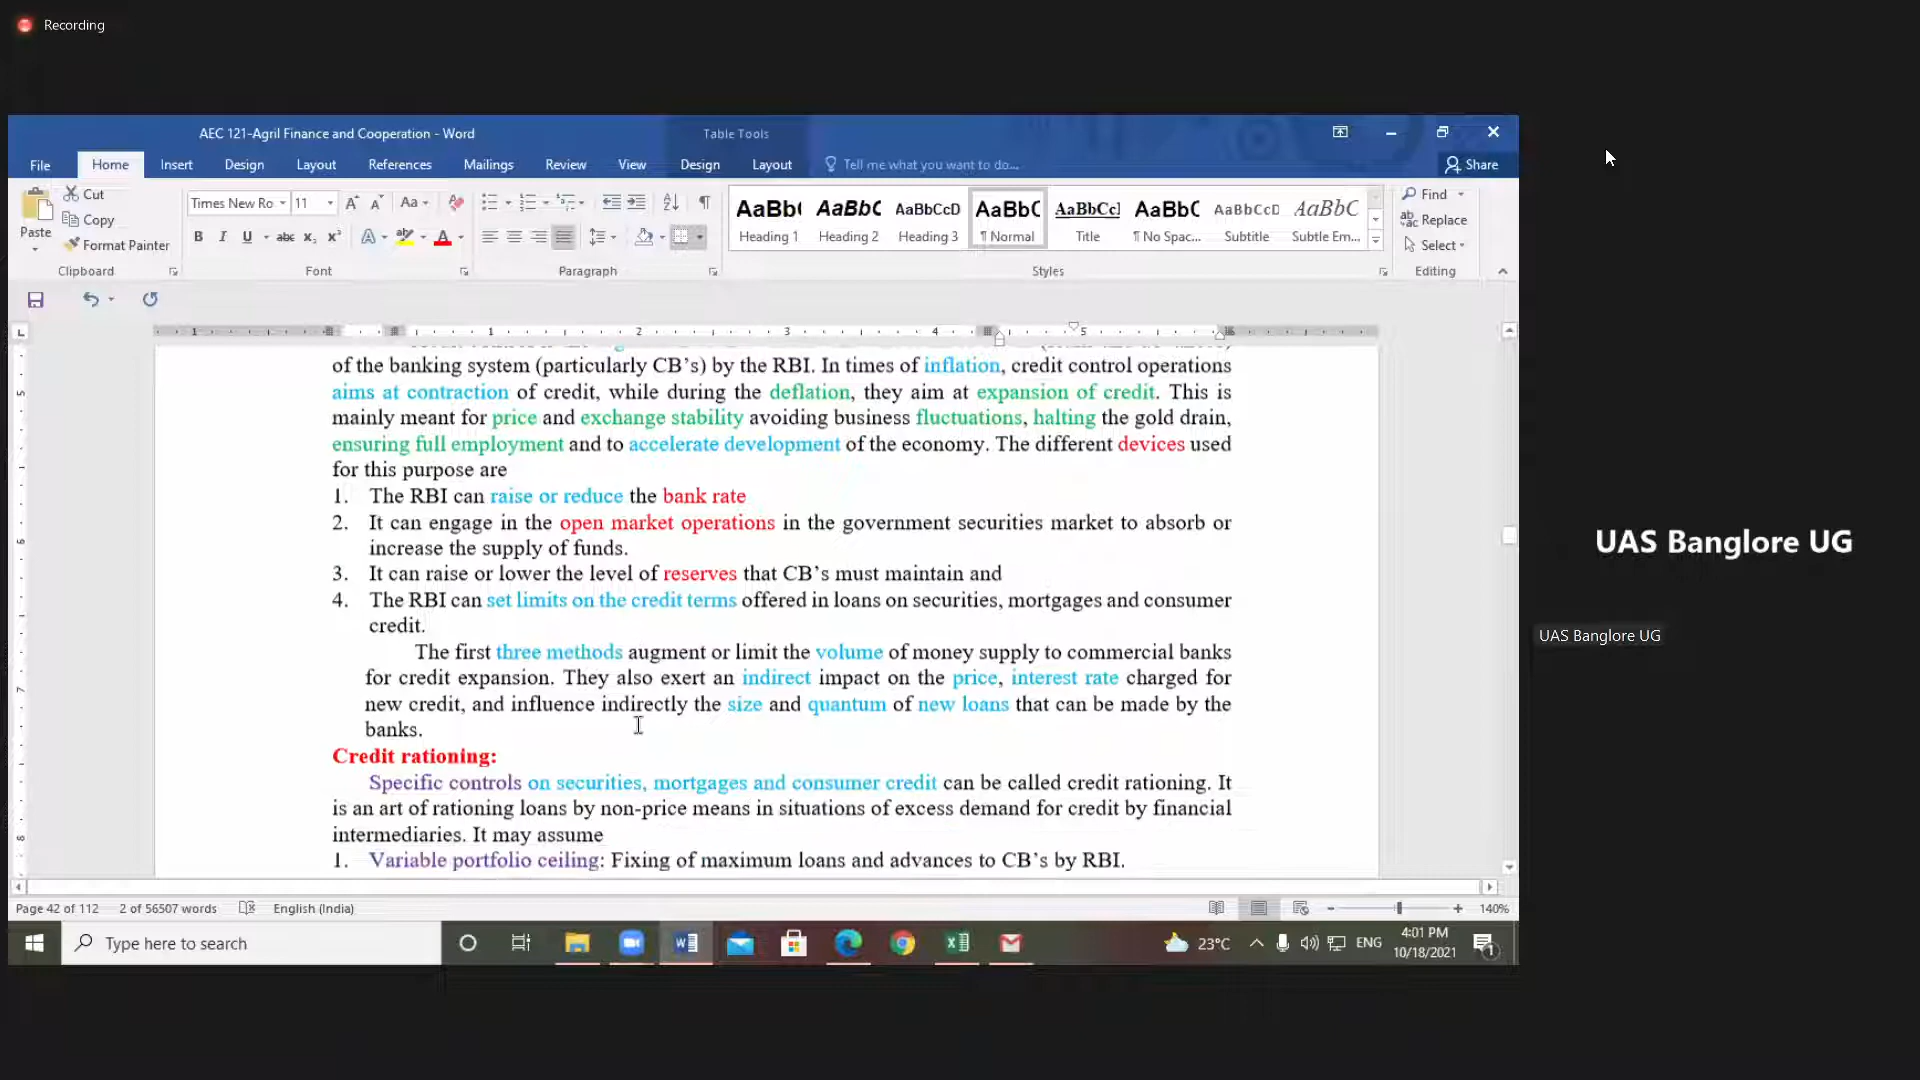 Recording
AEC 121-Agril Finance and Cooperation - Word
Table Tools
File Home Insert Design Layout References Mailings Review View Design Layout Tell me what you want to do... Share
Paste
Cut
Copy
Format Painter
Clipboard
Times New Ro 11
Font
Paragraph
AaBb( AaBbC AaBbCcD AaBbC AaBbCc] AaBbC AaBbCcD AaBbC
Heading 1 Heading 2 Heading 3 ¶ Normal Title ¶ No Spac... Subtitle Subtle Em...
Styles
Find
Replace
Select
Editing
of the banking system (particularly CB's) by the RBI. In times of inflation, credit control operations
aims at contraction of credit, while during the deflation, they aim at expansion of credit. This is
mainly meant for price and exchange stability avoiding business fluctuations, halting the gold drain,
ensuring full employment and to accelerate development of the economy. The different devices used
for this purpose are
1. The RBI can raise or reduce the bank rate
2. It can engage in the open market operations in the government securities market to absorb or
increase the supply of funds.
3. It can raise or lower the level of reserves that CB's must maintain and
4. The RBI can set limits on the credit terms offered in loans on securities, mortgages and consumer
credit.
The first three methods augment or limit the volume of money supply to commercial banks
for credit expansion. They also exert an indirect impact on the price, interest rate charged for
new credit, and influence indirectly the size and quantum of new loans that can be made by the
banks.
Credit rationing:
Specific controls on securities, mortgages and consumer credit can be called credit rationing. It
is an art of rationing loans by non-price means in situations of excess demand for credit by financial
intermediaries. It may assume
1. Variable portfolio ceiling: Fixing of maximum loans and advances to CB's by RBI.
UAS Banglore UG
UAS Banglore UG
Page 42 of 112 2 of 56507 words English (India) 140%
Type here to search
23°C ENG
4:01 PM
10/18/2021
1